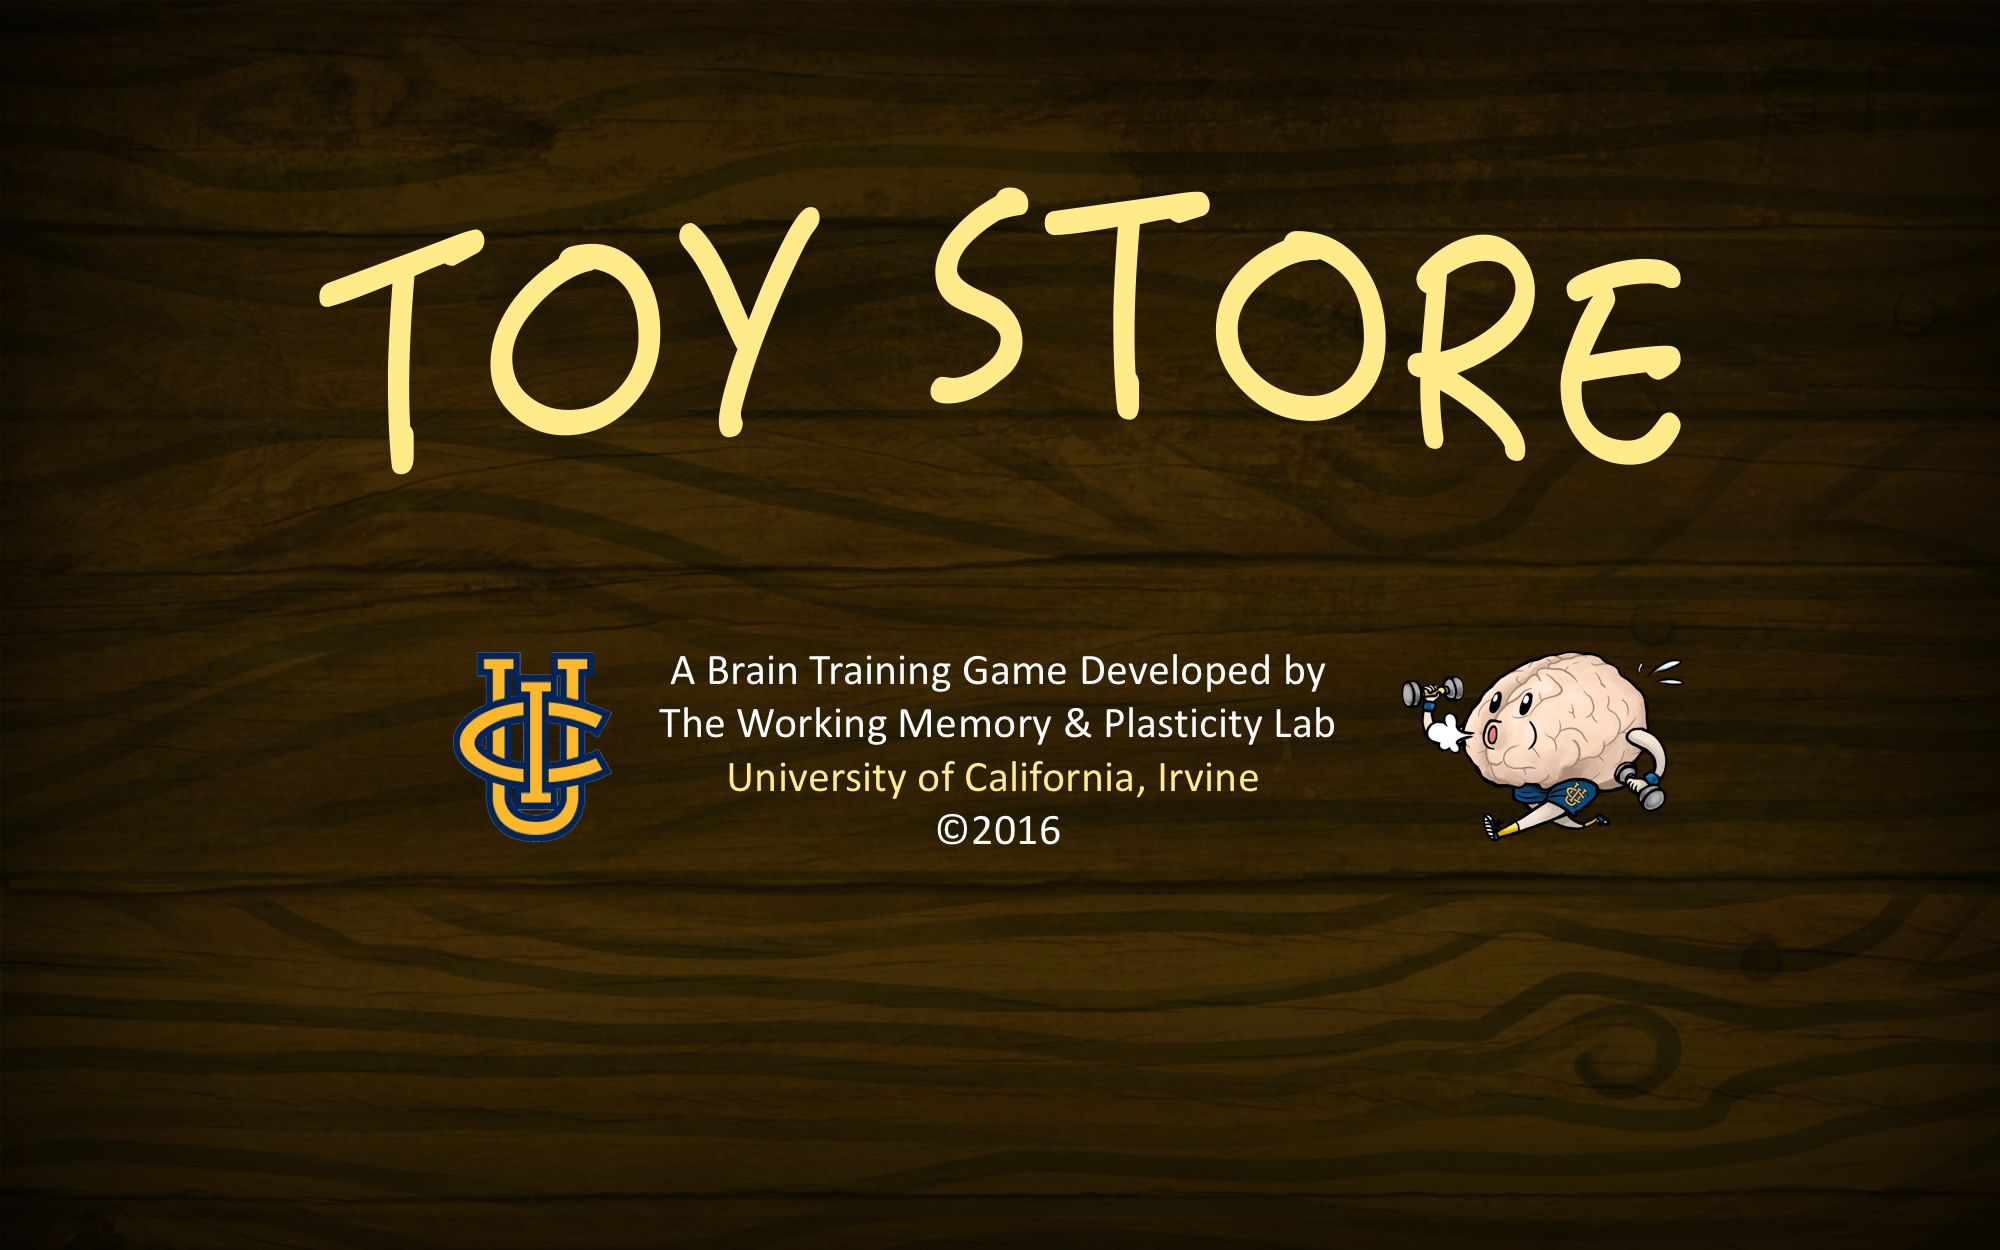 TOY STORE
A Brain Training Game Developed by
The Working Memory & Plasticity Lab
University of California, Irvine
©2016
UCI